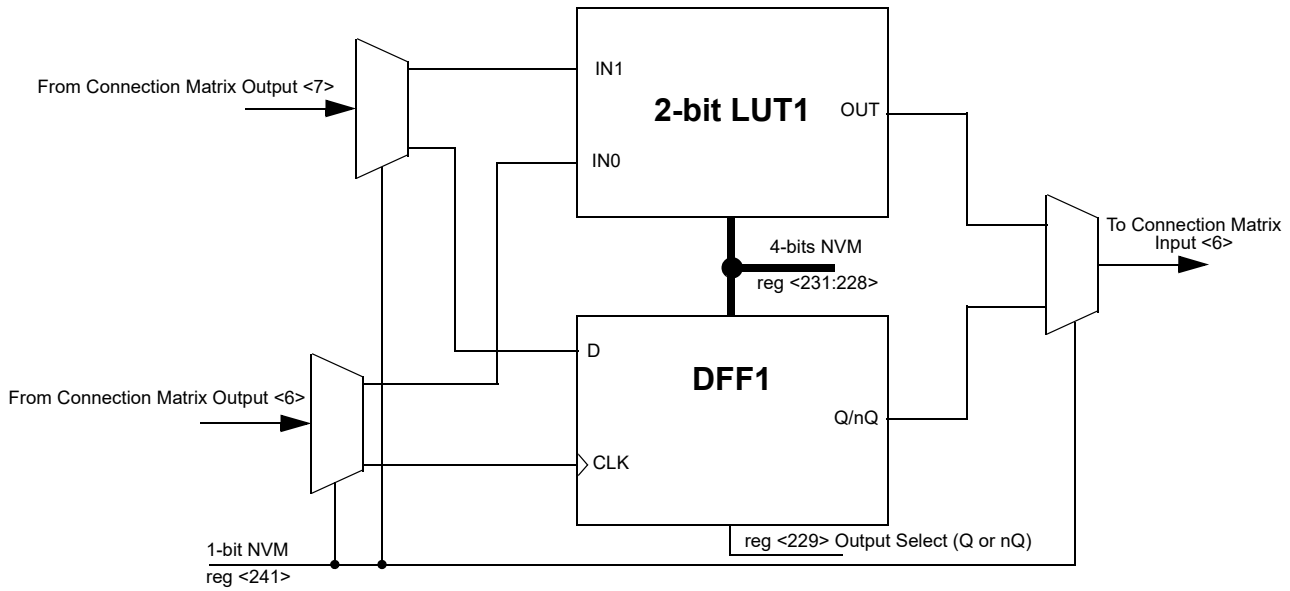 From Connection Matrix Output <7>
IN1
2-bit LUT1
OUT
IN0
4-bits NVM
reg <231:228>
To Connection Matrix
Input <6>
D
DFF1
From Connection Matrix Output <6>
Q/nQ
CLK
reg <229> Output Select (Q or nQ)
1-bit NVM
reg <241>